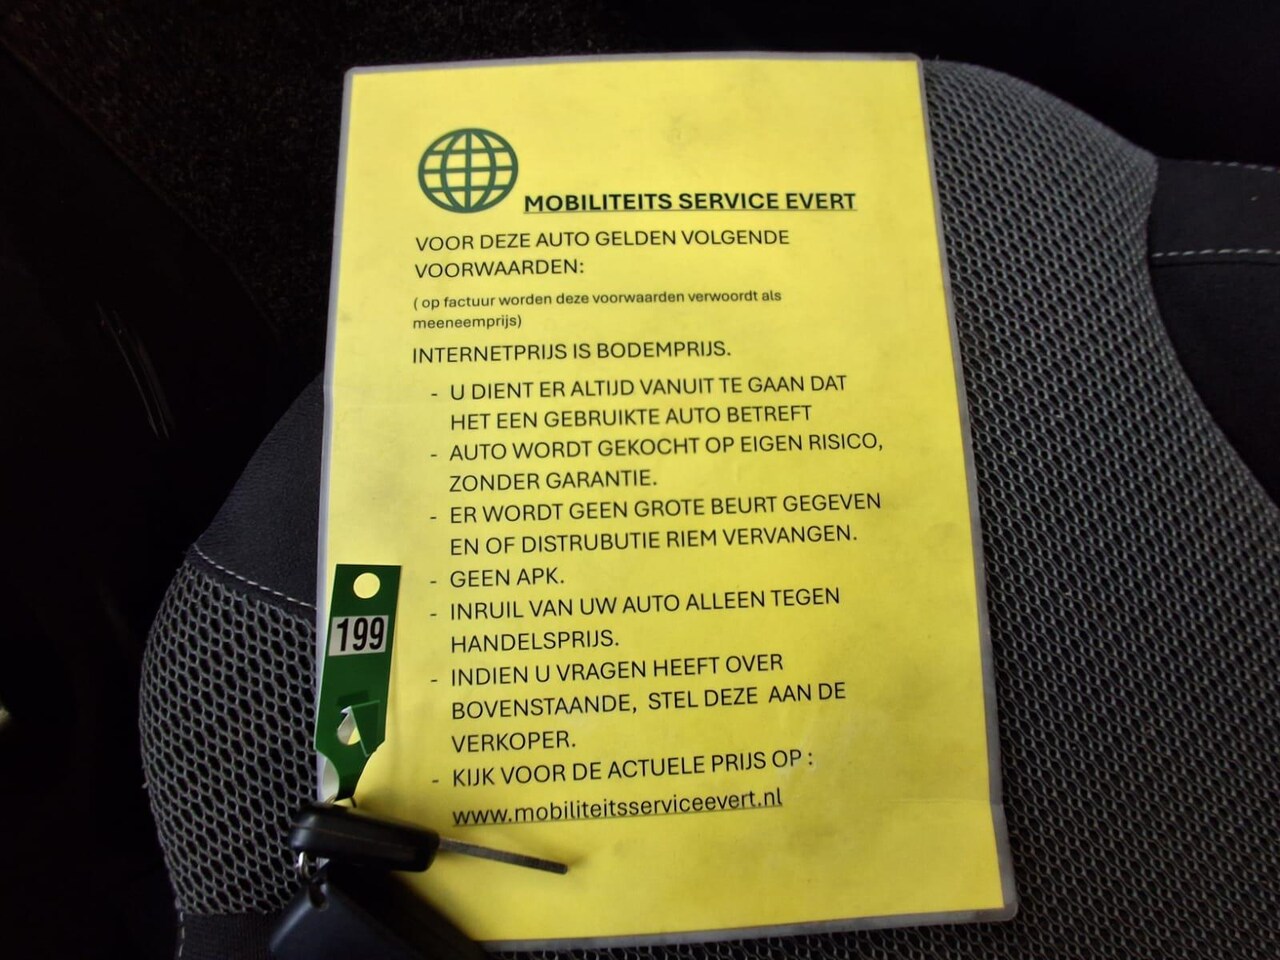 MOBILITEITS SERVICE EVERT
VOOR DEZE AUTO GELDEN VOLGENDE
VOORWAARDEN:
( op factuur worden deze voorwaarden verwoordt als
meeneemprijs)
INTERNETPRIJS IS BODEMPRIJS.
- U DIENT ER ALTIJD VANUIT TE GAAN DAT
HET EEN GEBRUIKTE AUTO BETREFT
- AUTO WORDT GEKOCHT OP EIGEN RISICO,
ZONDER GARANTIE.
- ER WORDT GEEN GROTE BEURT GEGEVEN
EN OF DISTRUBUTIE RIEM VERVANGEN.
- GEEN APK.
- INRUIL VAN UW AUTO ALLEEN TEGEN
HANDELSPRIJS.
- INDIEN U VRAGEN HEEFT OVER
BOVENSTAANDE, STEL DEZE AAN DE
VERKOPER.
- KIJK VOOR DE ACTUELE PRIJS OP :
www.mobiliteitsserviceevert.nl
199